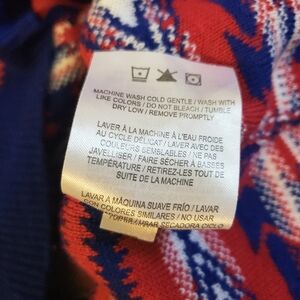 MACHINE WASH COLD GENTLE / WASH WITH
LIKE COLORS / DO NOT BLEACH / TUMBLE
DRY LOW / REMOVE PROMPTLY
LAVER À LA MACHINE À L'EAU FROIDE
AU CYCLE DÉLICAT / LAVER AVEC DES
COULEURS SEMBLABLES / NE PAS
JAVELLISER / FAIRE SÉCHER À BASSES
TEMPÉRATURE / RETIREZ-LES TOUT DE
SUITE DE LA MACHINE
LAVAR A MÁQUINA SUAVE FRÍO / LAVAR
CON COLORES SIMILARES / NO USAR
SECADORA CICLO